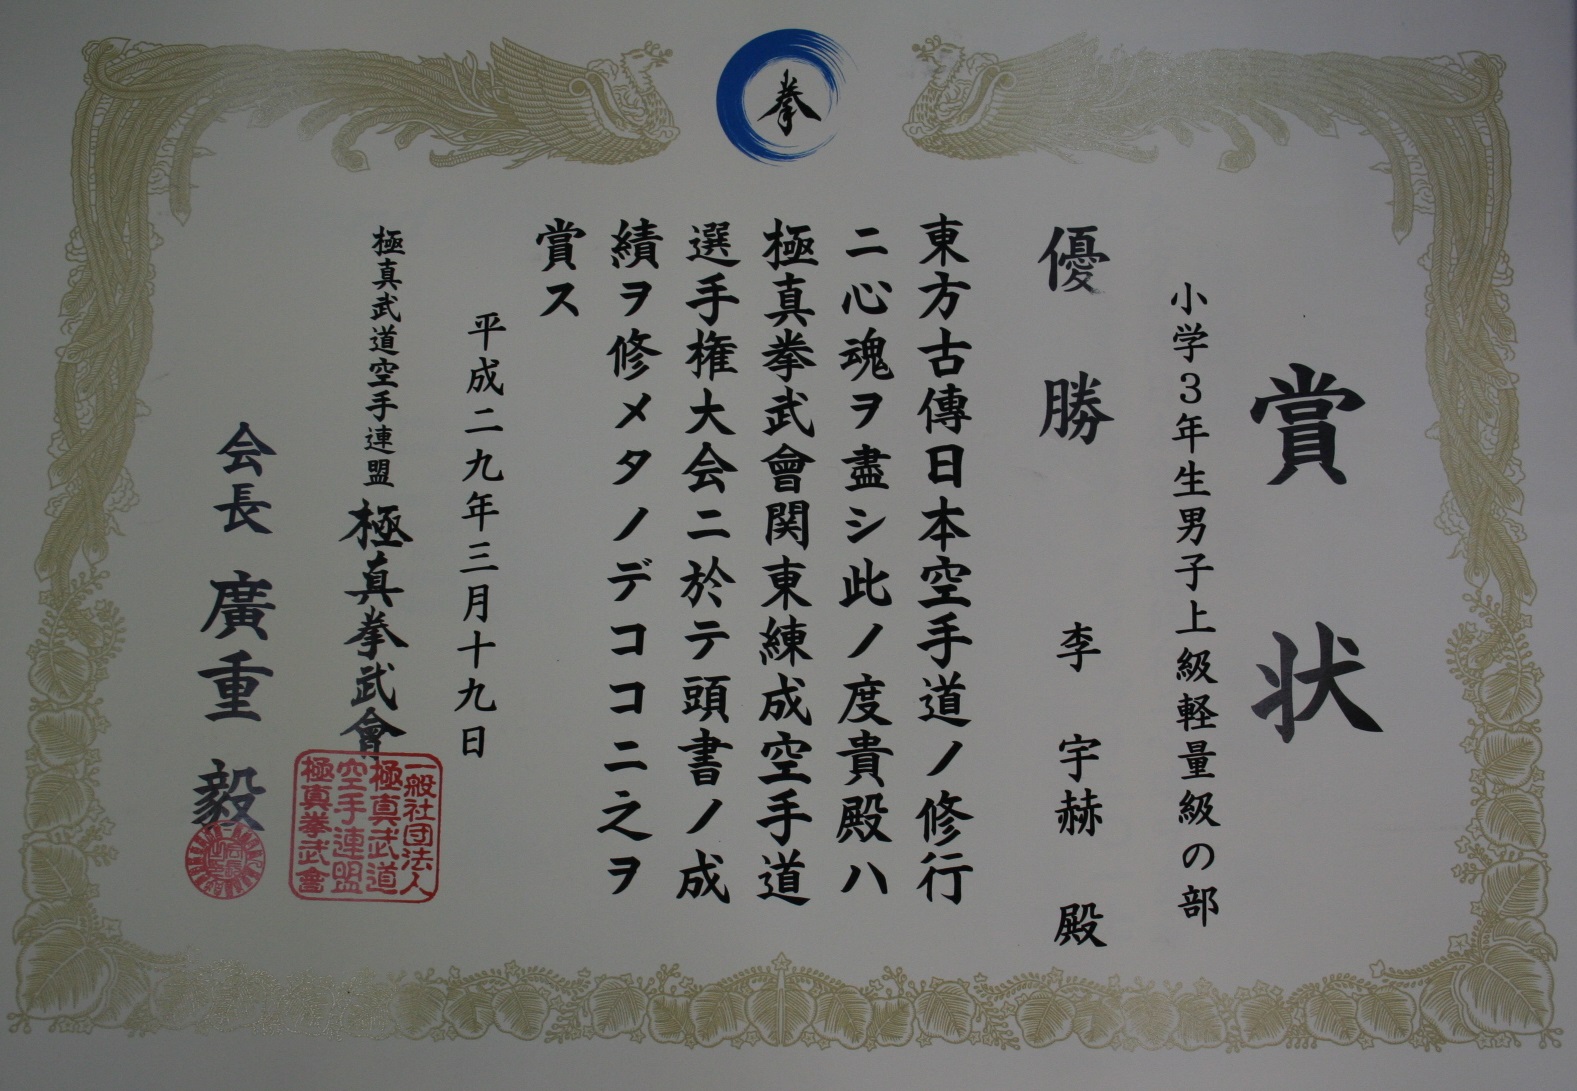 拳
賞状
小学3年生男子上級軽量級の部
優勝 李 宇赫 殿
東方古傳日本空手道ノ修行
ニ心魂ヲ盡シ此ノ度貴殿ハ
極真拳武會関東練成空手道
選手権大会ニ於テ頭書ノ成
績ヲ修メタノデココニ之ヲ
賞ス
平成二九年三月十九日
極真武道空手連盟 極真拳武會
会長 廣重 毅
一般社団法人
極真武道
空手連盟
極真拳武會